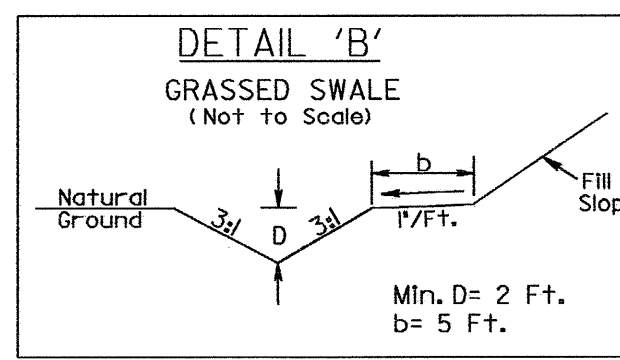 DETAIL 'B'
GRASSED SWALE
(Not to Scale)
b
Natural
Ground
3:1
D
3:1
1"/Ft.
Fill
Slop
Min. D= 2 Ft.
b= 5 Ft.